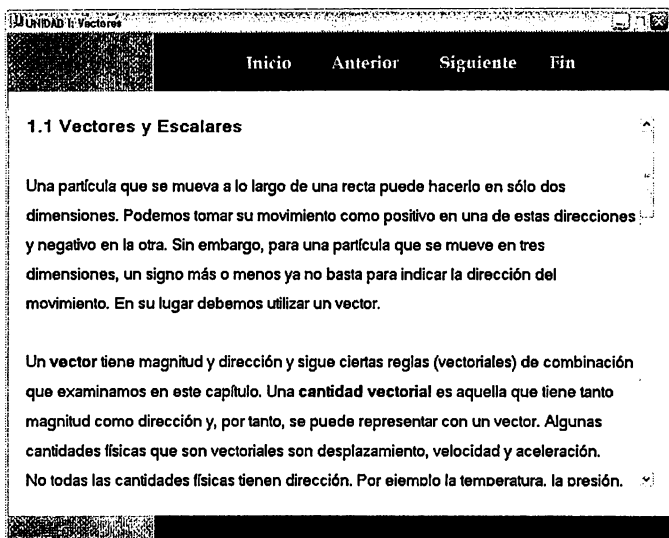 UNIDAD I: Vectores
Inicio Anterior Siguiente Fin
1.1 Vectores y Escalares
Una partícula que se mueva a lo largo de una recta puede hacerlo en sólo dos
dimensiones. Podemos tomar su movimiento como positivo en una de estas direcciones
y negativo en la otra. Sin embargo, para una partícula que se mueve en tres
dimensiones, un signo más o menos ya no basta para indicar la dirección del
movimiento. En su lugar debemos utilizar un vector.
Un vector tiene magnitud y dirección y sigue ciertas reglas (vectoriales) de combinación
que examinamos en este capítulo. Una cantidad vectorial es aquella que tiene tanto
magnitud como dirección y, por tanto, se puede representar con un vector. Algunas
cantidades físicas que son vectoriales son desplazamiento, velocidad y aceleración.
No todas las cantidades físicas tienen dirección. Por ejemplo la temperatura, la presión,